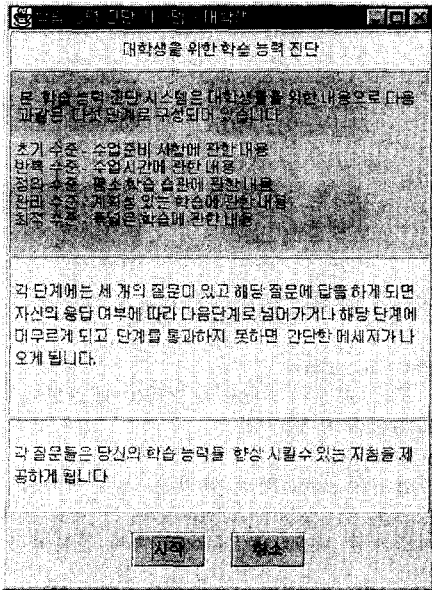 대학생을 위한 학습 능력 진단
본 학습 능력 진단 시스템은 대학생들을 위한 내용으로 다음
과같은 다섯단계로 구성되어 있습니다
초기 수준 - 수업준비 사항에 관한 내용
반복 수준 - 수업시간에 관한 내용
정의 수준 - 평소 학습 습관에 관한 내용
관리 수준 - 계획성 있는 학습에 관한 내용
최적 수준 - 학습에 관한 내용
각 단계에는 세 개의 질문이 있고 해당 질문에 답을 하게 되면
자신의 응답 여부에 따라 다음단계로 넘어가거나 해당 단계에
머무르게 되고 단계를 통과하지 못하면 간단한 메세지가 나
오게 됩니다.
각 질문들은 당신의 학습 능력을 향상 시킬수 있는 지침을 제
공하게 됩니다
시작
취소